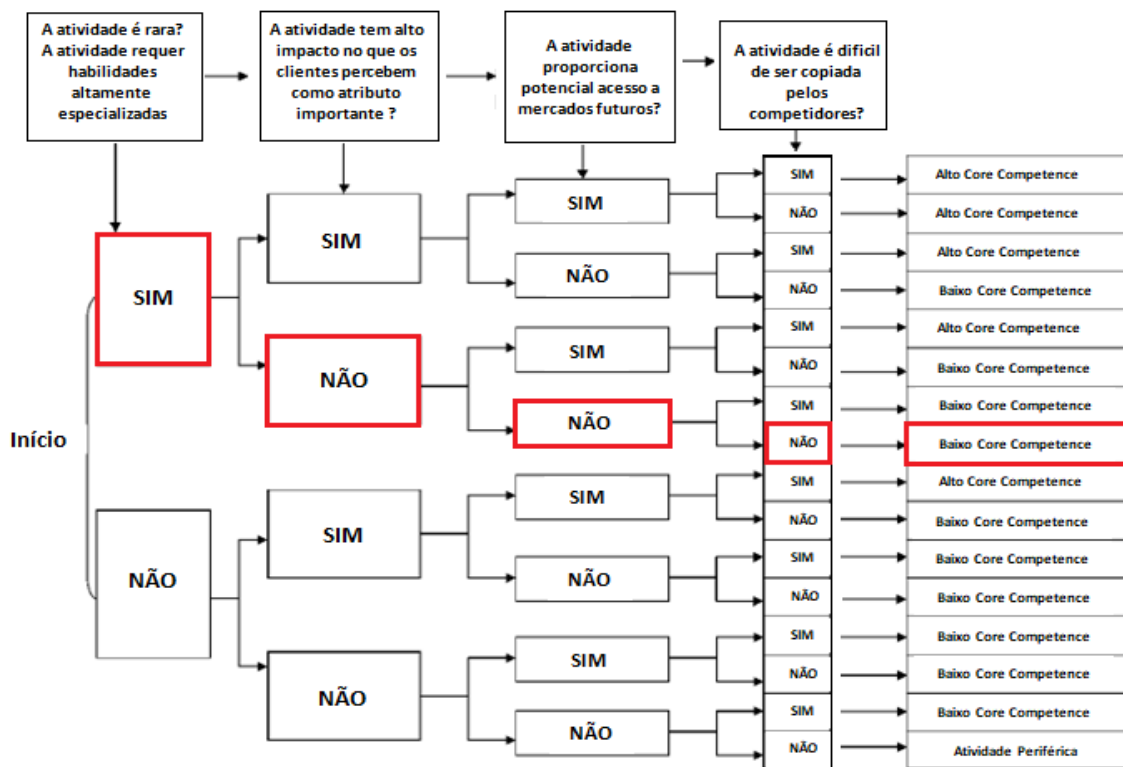 A atividade é rara?
A atividade requer
habilidades
altamente
especializadas
A atividade tem alto
impacto no que os
clientes percebem
como atributo
importante ?
A atividade
proporciona
potencial acesso a
mercados futuros?
A atividade é dificil
de ser copiada
pelos
competidores?
Início
SIM
NÃO
SIM
NÃO
SIM
NÃO
SIM
NÃO
SIM
NÃO
SIM
NÃO
SIM
NÃO
SIM
Alto Core Competence
NÃO
Alto Core Competence
SIM
Alto Core Competence
NÃO
Baixo Core Competence
SIM
Alto Core Competence
NÃO
Baixo Core Competence
SIM
Baixo Core Competence
NÃO
Baixo Core Competence
SIM
Alto Core Competence
NÃO
Baixo Core Competence
SIM
Baixo Core Competence
NÃO
Baixo Core Competence
SIM
Baixo Core Competence
NÃO
Baixo Core Competence
SIM
Baixo Core Competence
NÃO
Atividade Periférica